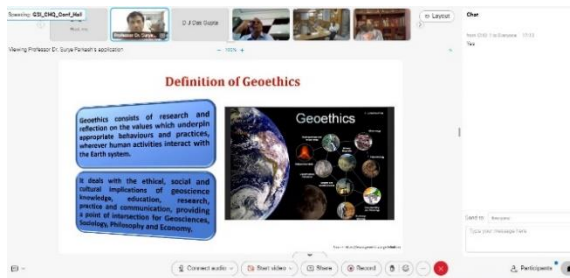 Speaking: GSI_CHQ_Conf_Hall
D J Das Gupta
Layout
Chat
Viewing Professor Dr. Surya Parkash's application
Yes
Definition of Geoethics
Geoethics consists of research and
reflection on the values which underpin
appropriate behaviours and practices,
wherever human activities interact with
the Earth system.
It deals with the ethical, social and
cultural implications of geoscience
knowledge, education, research,
practice and communication, providing
a point of intersection for Geosciences,
Sociology, Philosophy and Economy.
Geoethics
Send to
Everyone
Type your message here
Connect audio
Start video
Share
Record
Participants